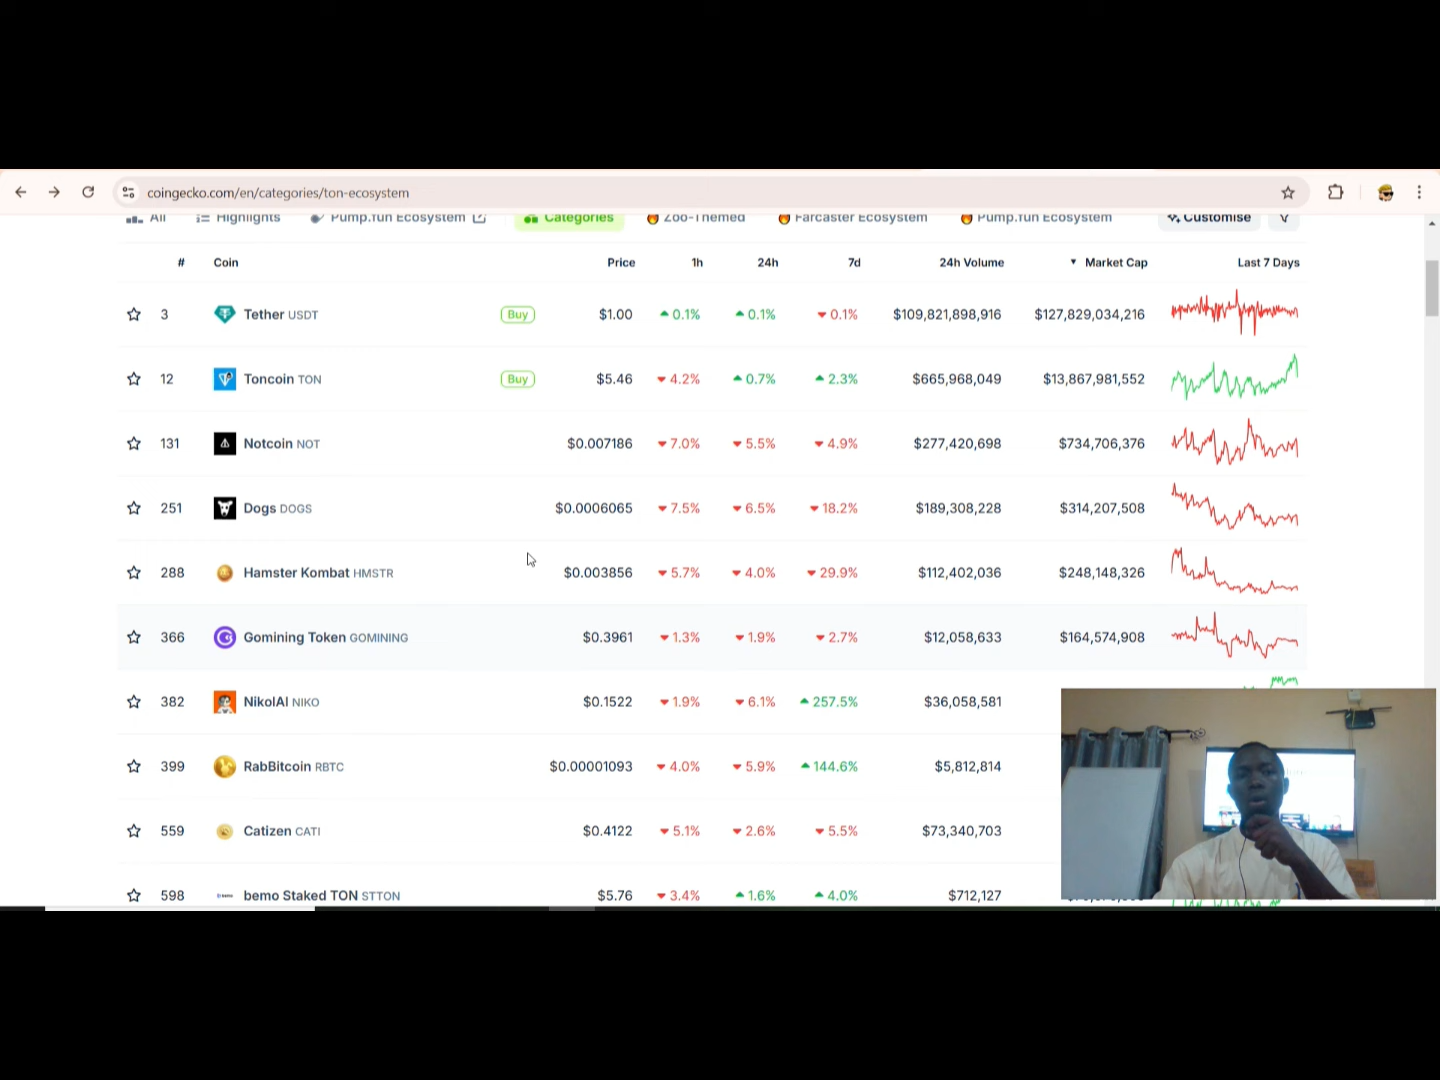 coingecko.com/en/categories/ton-ecosystem
All Highlights Pump.fun Ecosystem Categories Zoo-Themed Farcaster Ecosystem Pump.fun Ecosystem Customise
# Coin Price 1h 24h 7d 24h Volume Market Cap Last 7 Days
3 Tether USDT Buy $1.00 0.1% 0.1% 0.1% $109,821,898,916 $127,829,034,216
12 Toncoin TON Buy $5.46 4.2% 0.7% 2.3% $665,968,049 $13,867,981,552
131 Notcoin NOT $0.007186 7.0% 5.5% 4.9% $277,420,698 $734,706,376
251 Dogs DOGS $0.0006065 7.5% 6.5% 18.2% $189,308,228 $314,207,508
288 Hamster Kombat HMSTR $0.003856 5.7% 4.0% 29.9% $112,402,036 $248,148,326
366 Gomining Token GOMINING $0.3961 1.3% 1.9% 2.7% $12,058,633 $164,574,908
382 NikolAI NIKO $0.1522 1.9% 6.1% 257.5% $36,058,581
399 RabBitcoin RBTC $0.00001093 4.0% 5.9% 144.6% $5,812,814
559 Catizen CATI $0.4122 5.1% 2.6% 5.5% $73,340,703
598 bemo Staked TON STTON $5.76 3.4% 1.6% 4.0% $712,127